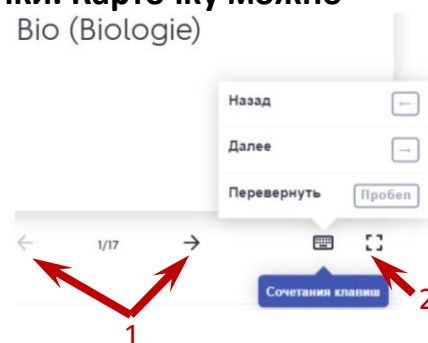 Bio (Biologie)
Назад ←
Далее →
Перевернуть Пробел
← 1/17 →
Сочетания клавиш
1
2